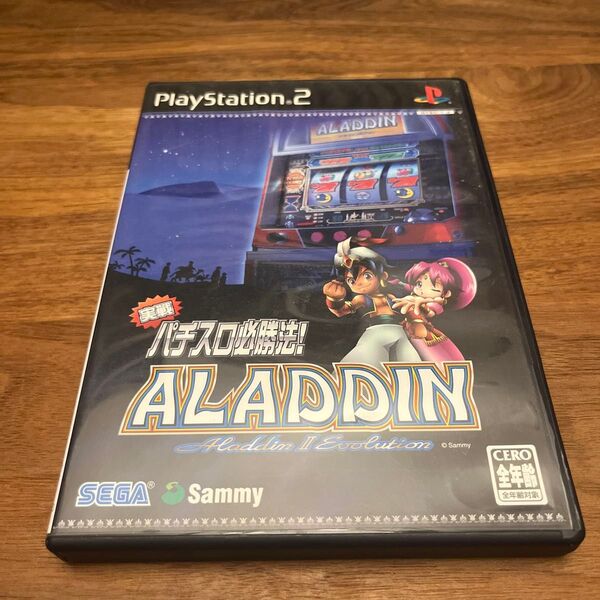 PlayStation®2
ALADDIN
実戦
パチスロ必勝法!
ALADDIN
Aladdin II Evolution
© Sammy
SEGA®
Sammy
CERO
全年齢
全年齢対象